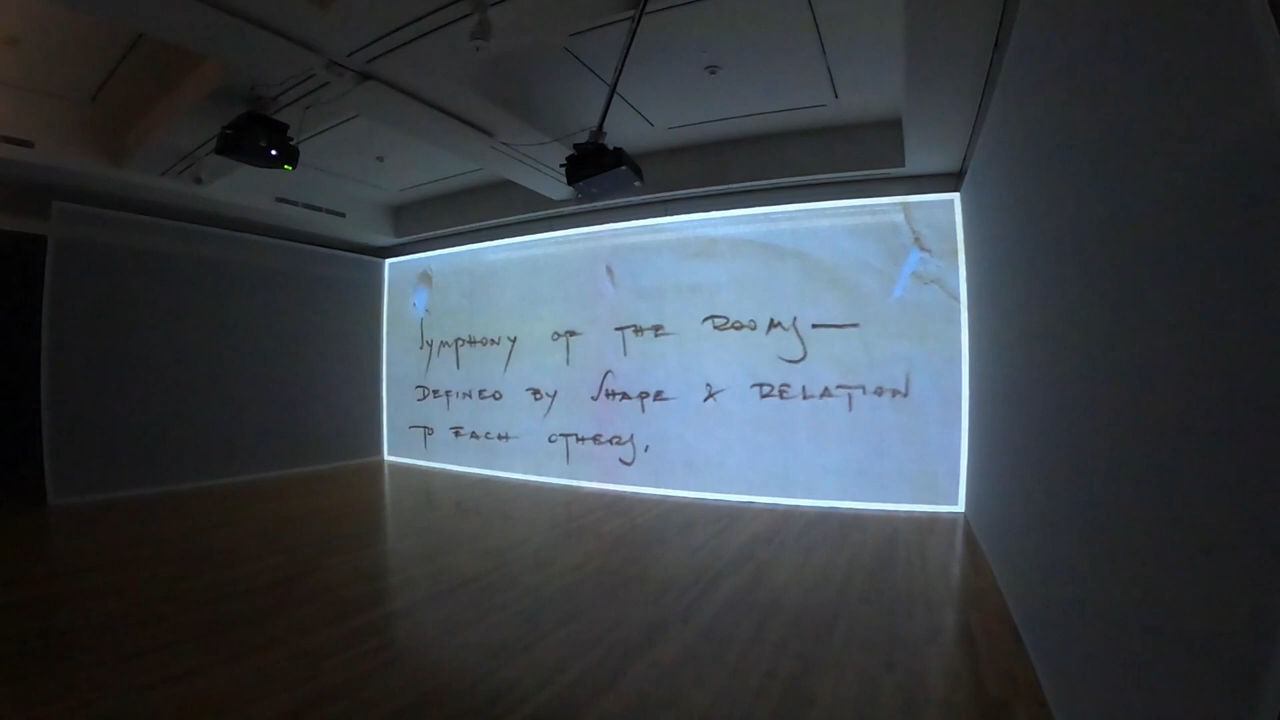 Symphony of the Rooms—
Defined by Shape & Relation
to each others.